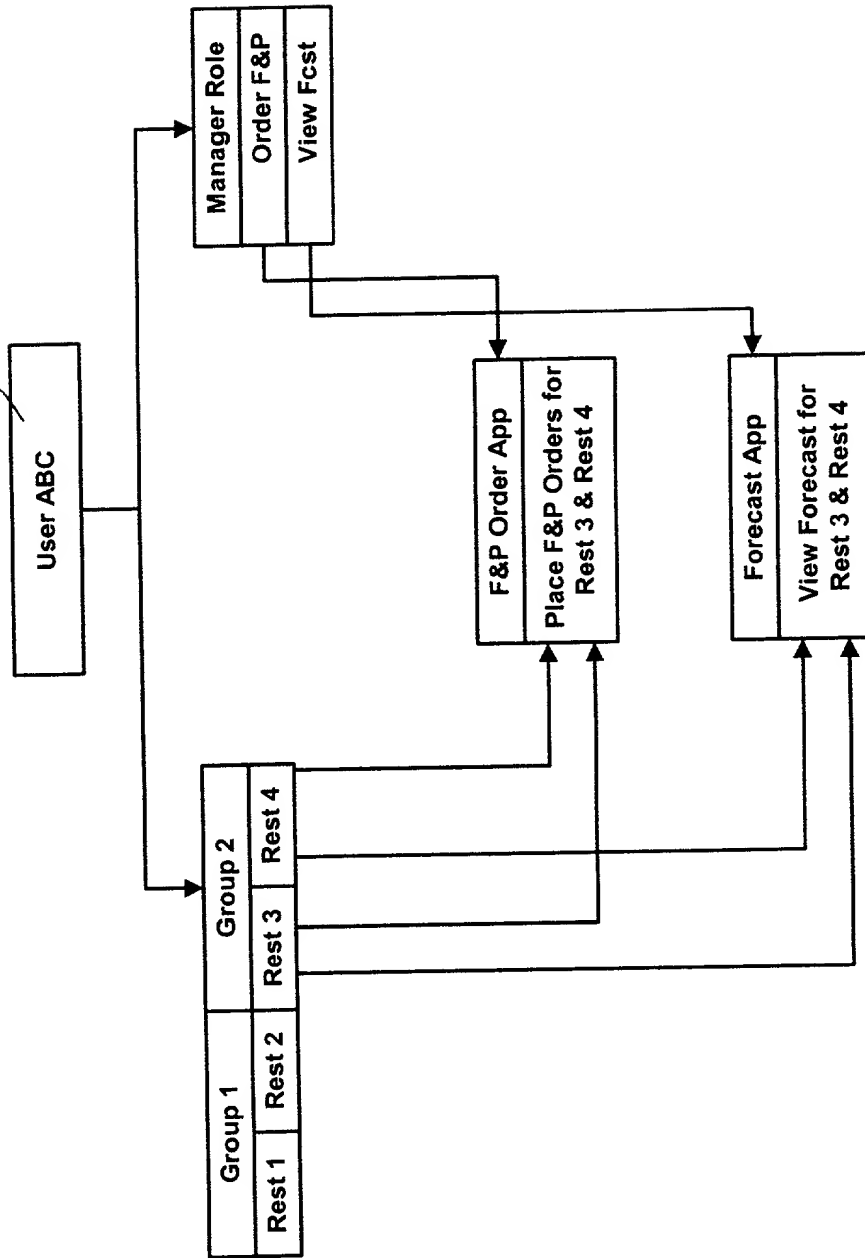 User ABC
Group 1
Group 2
Rest 1
Rest 2
Rest 3
Rest 4
Manager Role
Order F&P
View Fcst
F&P Order App
Place F&P Orders for
Rest 3 & Rest 4
Forecast App
View Forecast for
Rest 3 & Rest 4